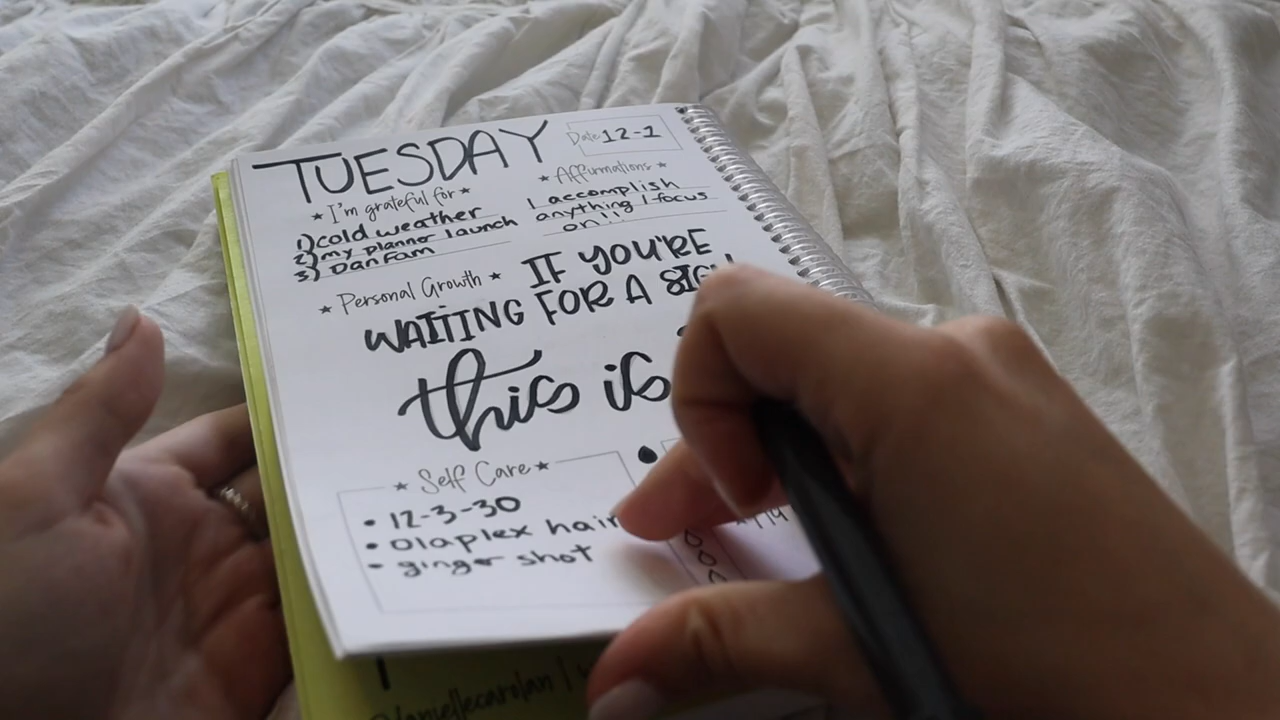 TUESDAY
Date: 12-1
★ I'm grateful for ★
1) cold weather
2) my planner launch
3) DanFam
★ Affirmations ★
I accomplish
anything I focus
on!!
★ Personal Growth ★
IF YOU'RE
WAITING FOR A SIGN
this is
★ Self Care ★
• 12-3-30
• Olaplex hair
• ginger shot
@daniellecarolan |